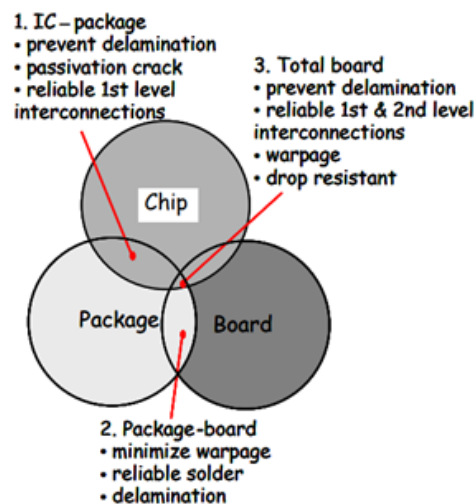 1. IC-package
• prevent delamination
• passivation crack
• reliable 1st level
interconnections
3. Total board
• prevent delamination
• reliable 1st & 2nd level
interconnections
• warpage
• drop resistant
Chip
Package
Board
2. Package-board
• minimize warpage
• reliable solder
• delamination